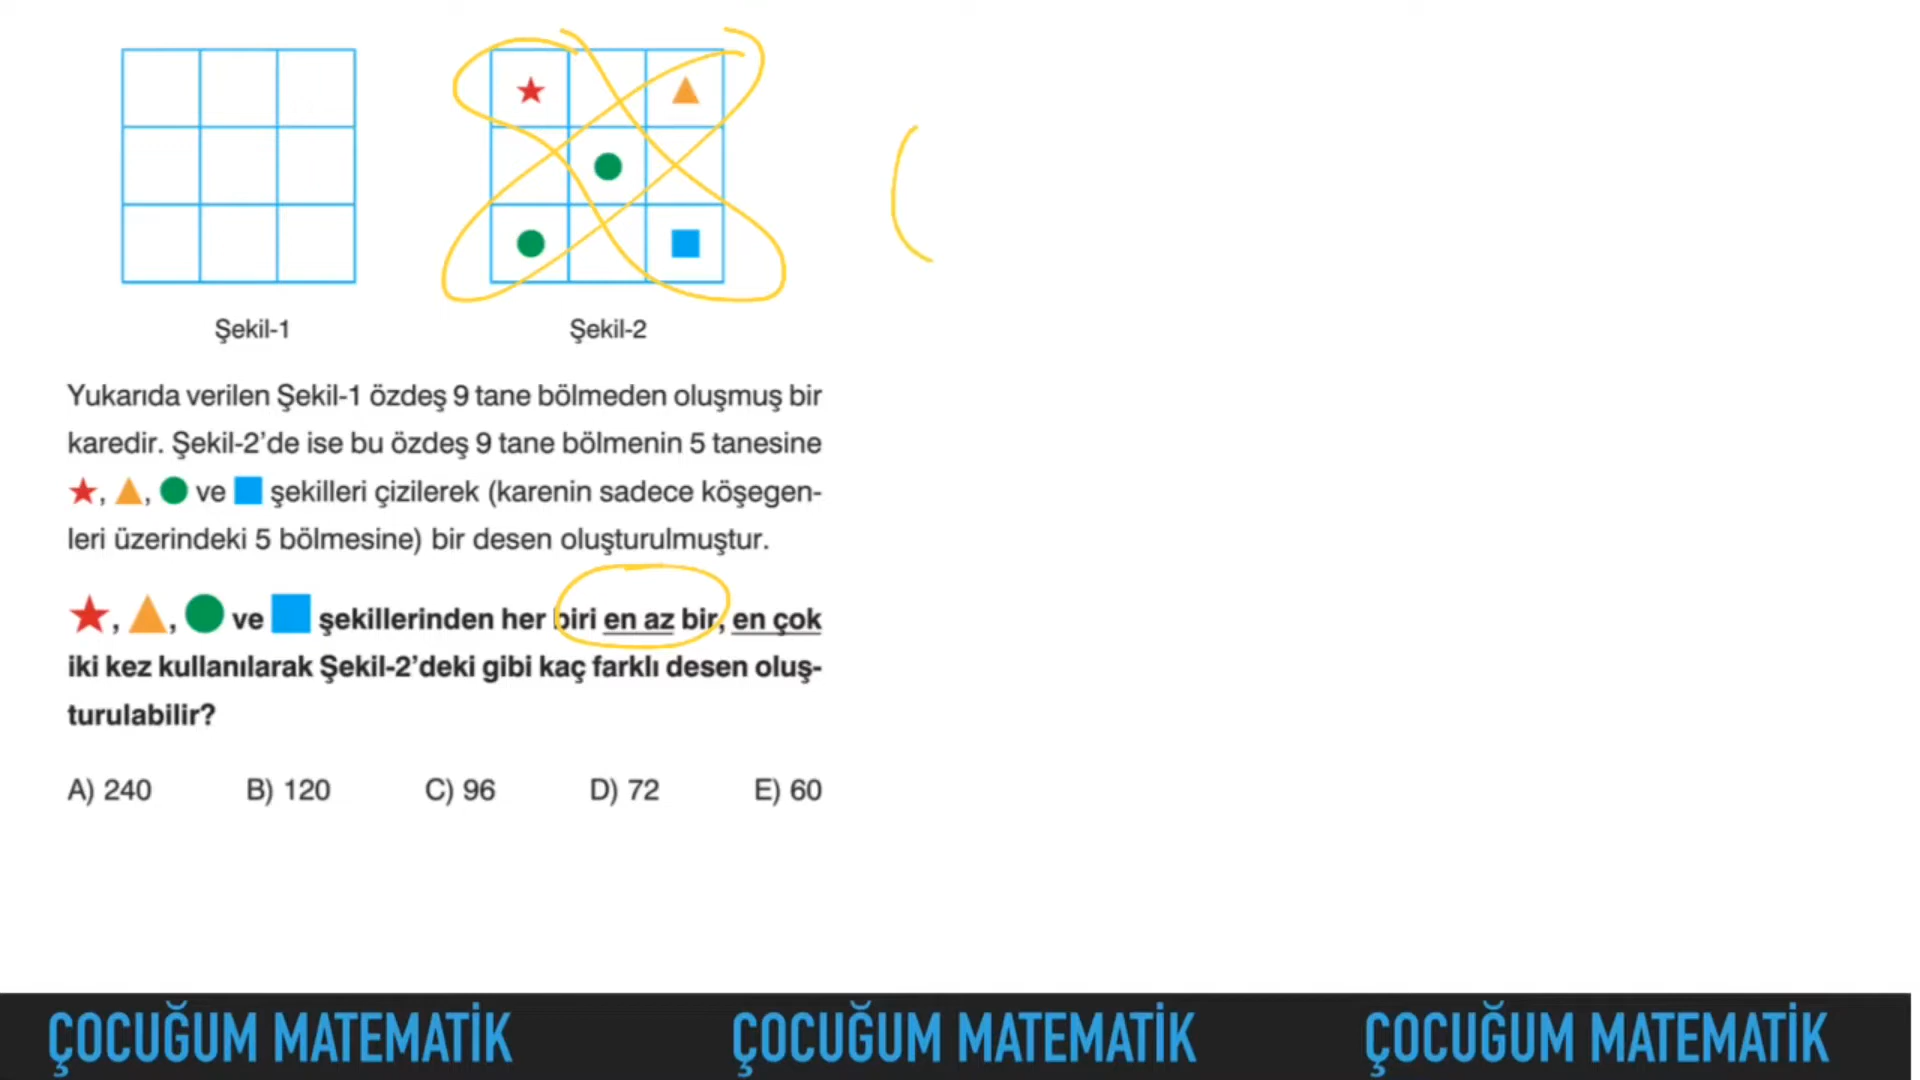 Şekil-1
Şekil-2
Yukarıda verilen Şekil-1 özdeş 9 tane bölmeden oluşmuş bir
karedir. Şekil-2’de ise bu özdeş 9 tane bölmenin 5 tanesine
★, ▲, ● ve ■ şekilleri çizilerek (karenin sadece köşegen-
leri üzerindeki 5 bölmesine) bir desen oluşturulmuştur.
★, ▲, ● ve ■ şekillerinden her biri en az bir, en çok
iki kez kullanılarak Şekil-2’deki gibi kaç farklı desen oluş-
turulabilir?
A) 240 B) 120 C) 96 D) 72 E) 60
ÇOCUĞUM MATEMATİK ÇOCUĞUM MATEMATİK ÇOCUĞUM MATEMATİK